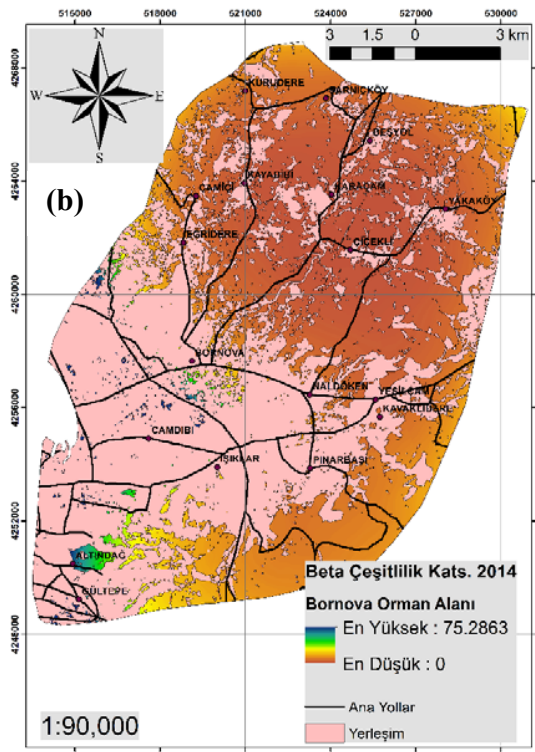 516000 518000 521000 524000 527000 530000
3 1.5 0 3 km
N
W E
S
(b)
4268000
4264000
4260000
4256000
4252000
4248000
KURUDERE
SARNIÇKÖY
BEŞYOL
KAYADİBİ
KARAÇAM
ÇAMİÇİ
YAKAKÖY
EĞRİDERE
ÇİÇEKLİ
BORNOVA
NALDÖKEN
YEŞİLÇAM
KAVAKLIDERE
ÇAMDIBI
IŞIKLAR
PINARBAŞI
ALTINDAĞ
GÜLTEPE
Beta Çeşitlilik Kats. 2014
Bornova Orman Alanı
En Yüksek : 75.2863
En Düşük : 0
Ana Yollar
Yerleşim
1:90,000